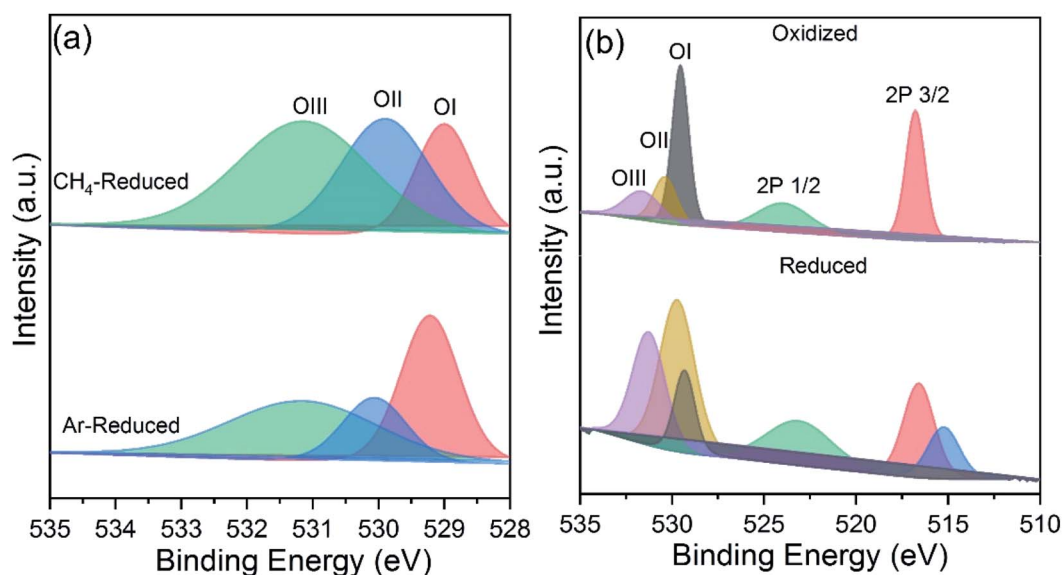 (a)
OIII
OII
OI
CH₄-Reduced
Ar-Reduced
Intensity (a.u.)
535 534 533 532 531 530 529 528
Binding Energy (eV)
(b)
Oxidized
OI
2P 3/2
OII
OIII
2P 1/2
Reduced
Intensity (a.u.)
535 530 525 520 515 510
Binding Energy (eV)